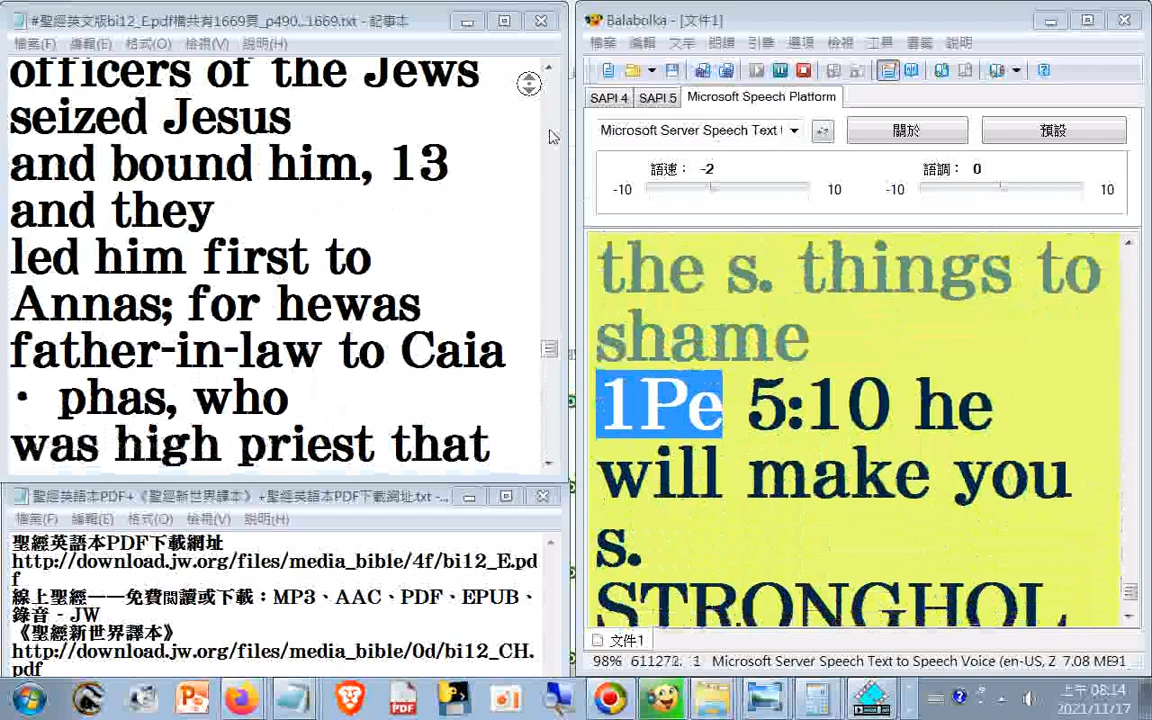 #聖經英文版bi12_E.pdf檔共有1669頁_p490...1669.txt - 記事本
檔案(F) 編輯(E) 格式(O) 檢視(V) 說明(H)
officers of the Jews
seized Jesus
and bound him, 13
and they
led him first to
Annas; for hewas
father-in-law to Caia
· phas, who
was high priest that
聖經英語本PDF+《聖經新世界譯本》+聖經英語本PDF下載網址.txt - ...
檔案(F) 編輯(E) 格式(O) 檢視(V) 說明(H)
聖經英語本PDF下載網址
http://download.jw.org/files/media_bible/4f/bi12_E.pd
f
線上聖經——免費閱讀或下載：MP3、AAC、PDF、EPUB、
錄音 - JW
《聖經新世界譯本》
http://download.jw.org/files/media_bible/0d/bi12_CH.
pdf
Balabolka - [文件1]
檔案 編輯 文字 朗讀 引擎 選項 檢視 工具 書籤 說明
SAPI 4 SAPI 5 Microsoft Speech Platform
Microsoft Server Speech Text 關於 預設
語速： -2 語調： 0
-10 10 -10 10
the s. things to
shame
1Pe 5:10 he
will make you
s.
STRONGHOL
文件1
98% 611272. 1 Microsoft Server Speech Text to Speech Voice (en-US, Z 7.08 ME91
上午 08:14
2021/11/17